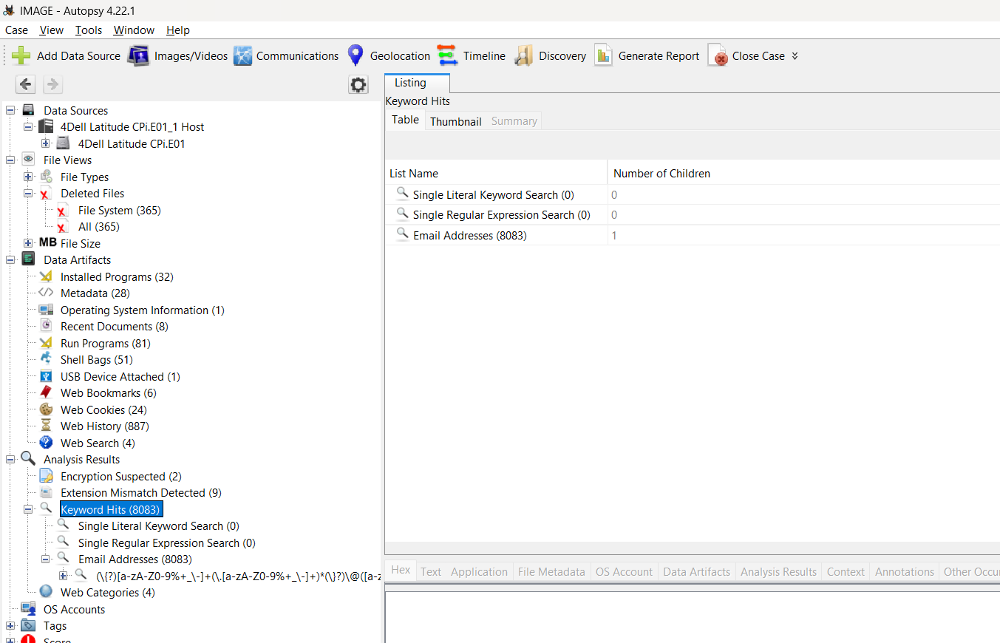 IMAGE - Autopsy 4.22.1
Case View Tools Window Help
Add Data Source Images/Videos Communications Geolocation Timeline Discovery Generate Report Close Case
Data Sources
4Dell Latitude CPi.E01_1 Host
4Dell Latitude CPi.E01
File Views
File Types
Deleted Files
File System (365)
All (365)
MB File Size
Data Artifacts
Installed Programs (32)
Metadata (28)
Operating System Information (1)
Recent Documents (8)
Run Programs (81)
Shell Bags (51)
USB Device Attached (1)
Web Bookmarks (6)
Web Cookies (24)
Web History (887)
Web Search (4)
Analysis Results
Encryption Suspected (2)
Extension Mismatch Detected (9)
Keyword Hits (8083)
Single Literal Keyword Search (0)
Single Regular Expression Search (0)
Email Addresses (8083)
(\{?)[a-zA-Z0-9%+_\-]+(\.[a-zA-Z0-9%+_\-]+)*(\}?)\@([a-z
Web Categories (4)
OS Accounts
Tags
Score
Listing
Keyword Hits
Table Thumbnail Summary
List Name Number of Children
Single Literal Keyword Search (0) 0
Single Regular Expression Search (0) 0
Email Addresses (8083) 1
Hex Text Application File Metadata OS Account Data Artifacts Analysis Results Context Annotations Other Occur